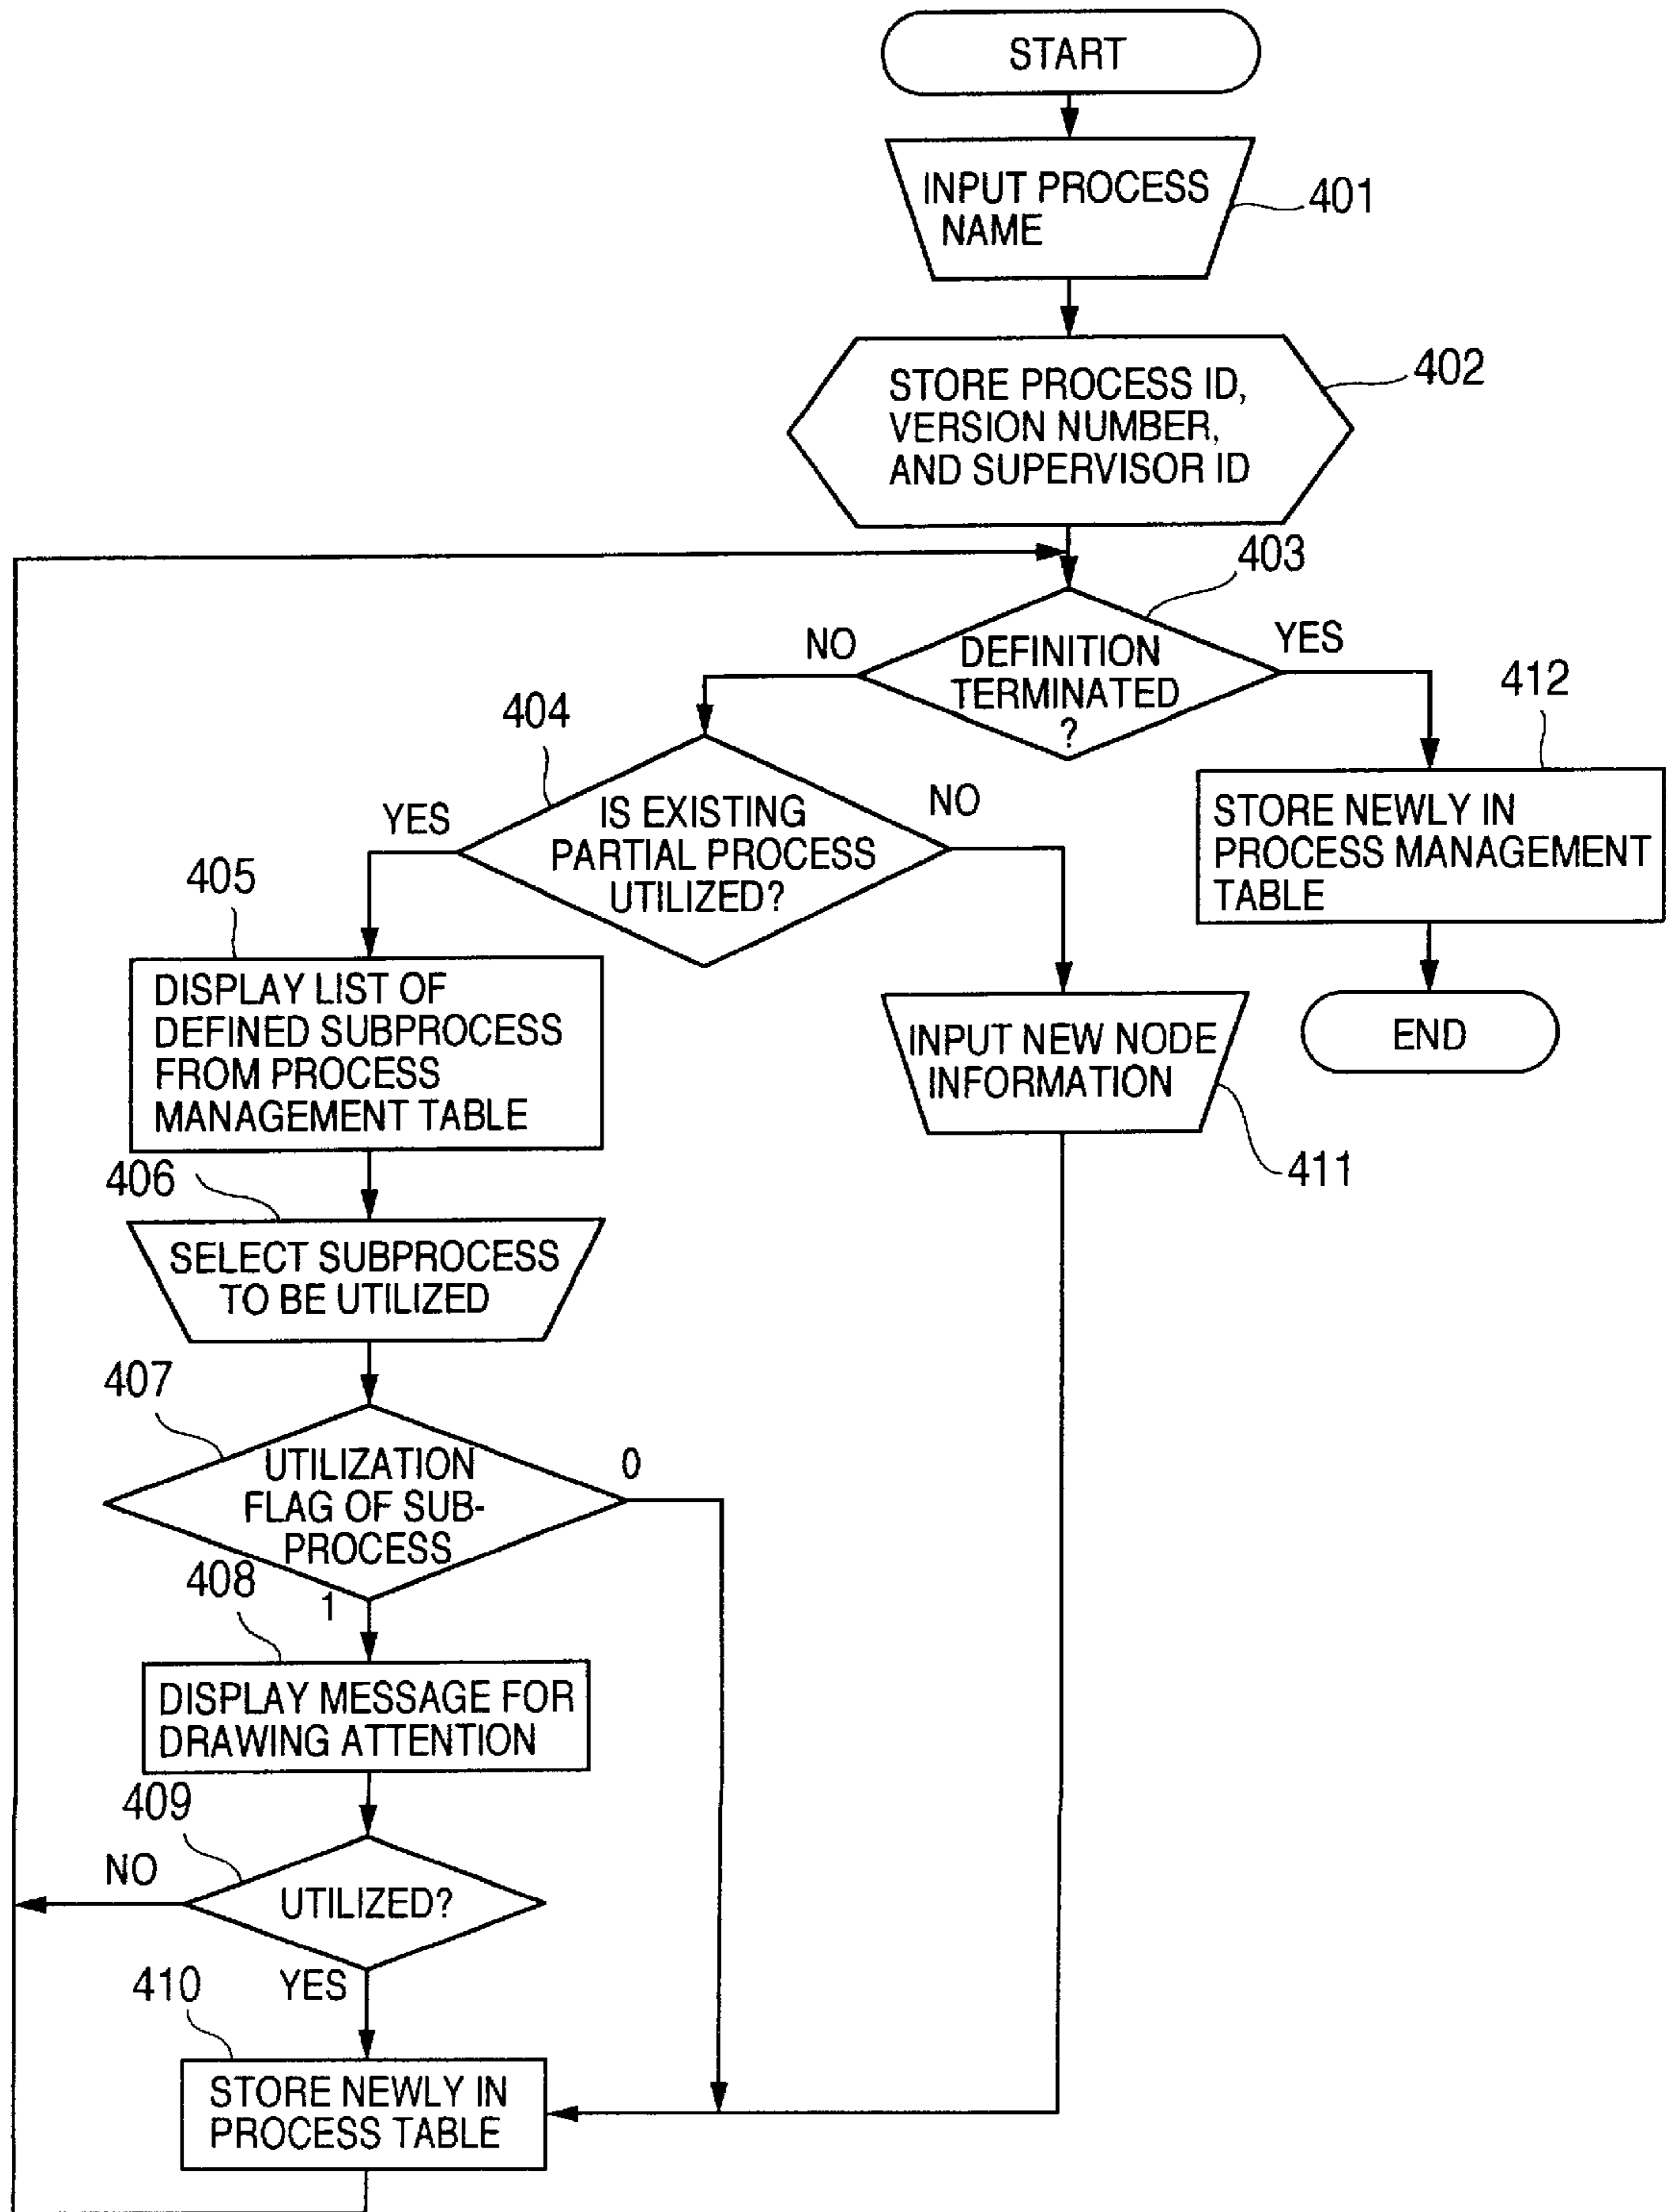 START
INPUT PROCESS
NAME
401
STORE PROCESS ID,
VERSION NUMBER,
AND SUPERVISOR ID
402
403
NO
DEFINITION
TERMINATED
?
YES
412
404
YES
IS EXISTING
PARTIAL PROCESS
UTILIZED?
NO
STORE NEWLY IN
PROCESS MANAGEMENT
TABLE
405
DISPLAY LIST OF
DEFINED SUBPROCESS
FROM PROCESS
MANAGEMENT TABLE
INPUT NEW NODE
INFORMATION
END
411
406
SELECT SUBPROCESS
TO BE UTILIZED
407
UTILIZATION
FLAG OF SUB-
PROCESS
0
408
1
DISPLAY MESSAGE FOR
DRAWING ATTENTION
409
NO
UTILIZED?
YES
410
STORE NEWLY IN
PROCESS TABLE